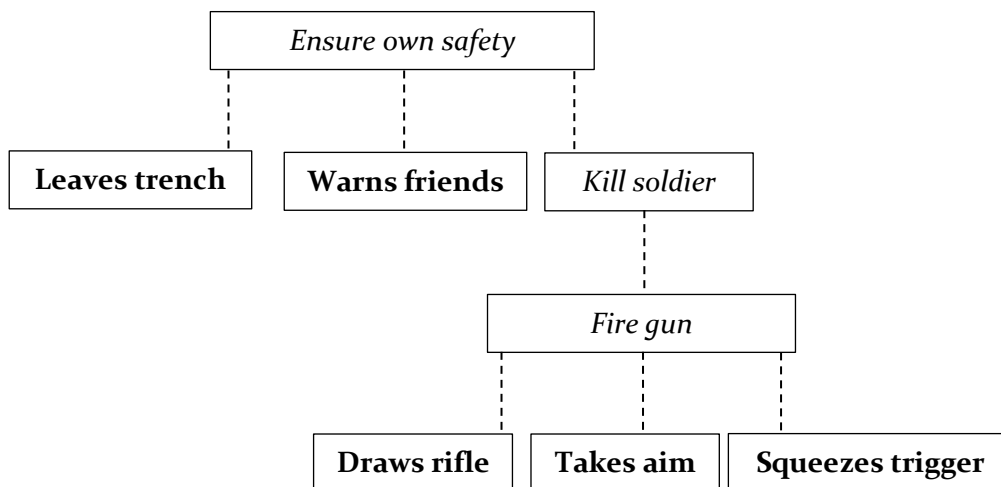 Ensure own safety
Leaves trench
Warns friends
Kill soldier
Fire gun
Draws rifle
Takes aim
Squeezes trigger